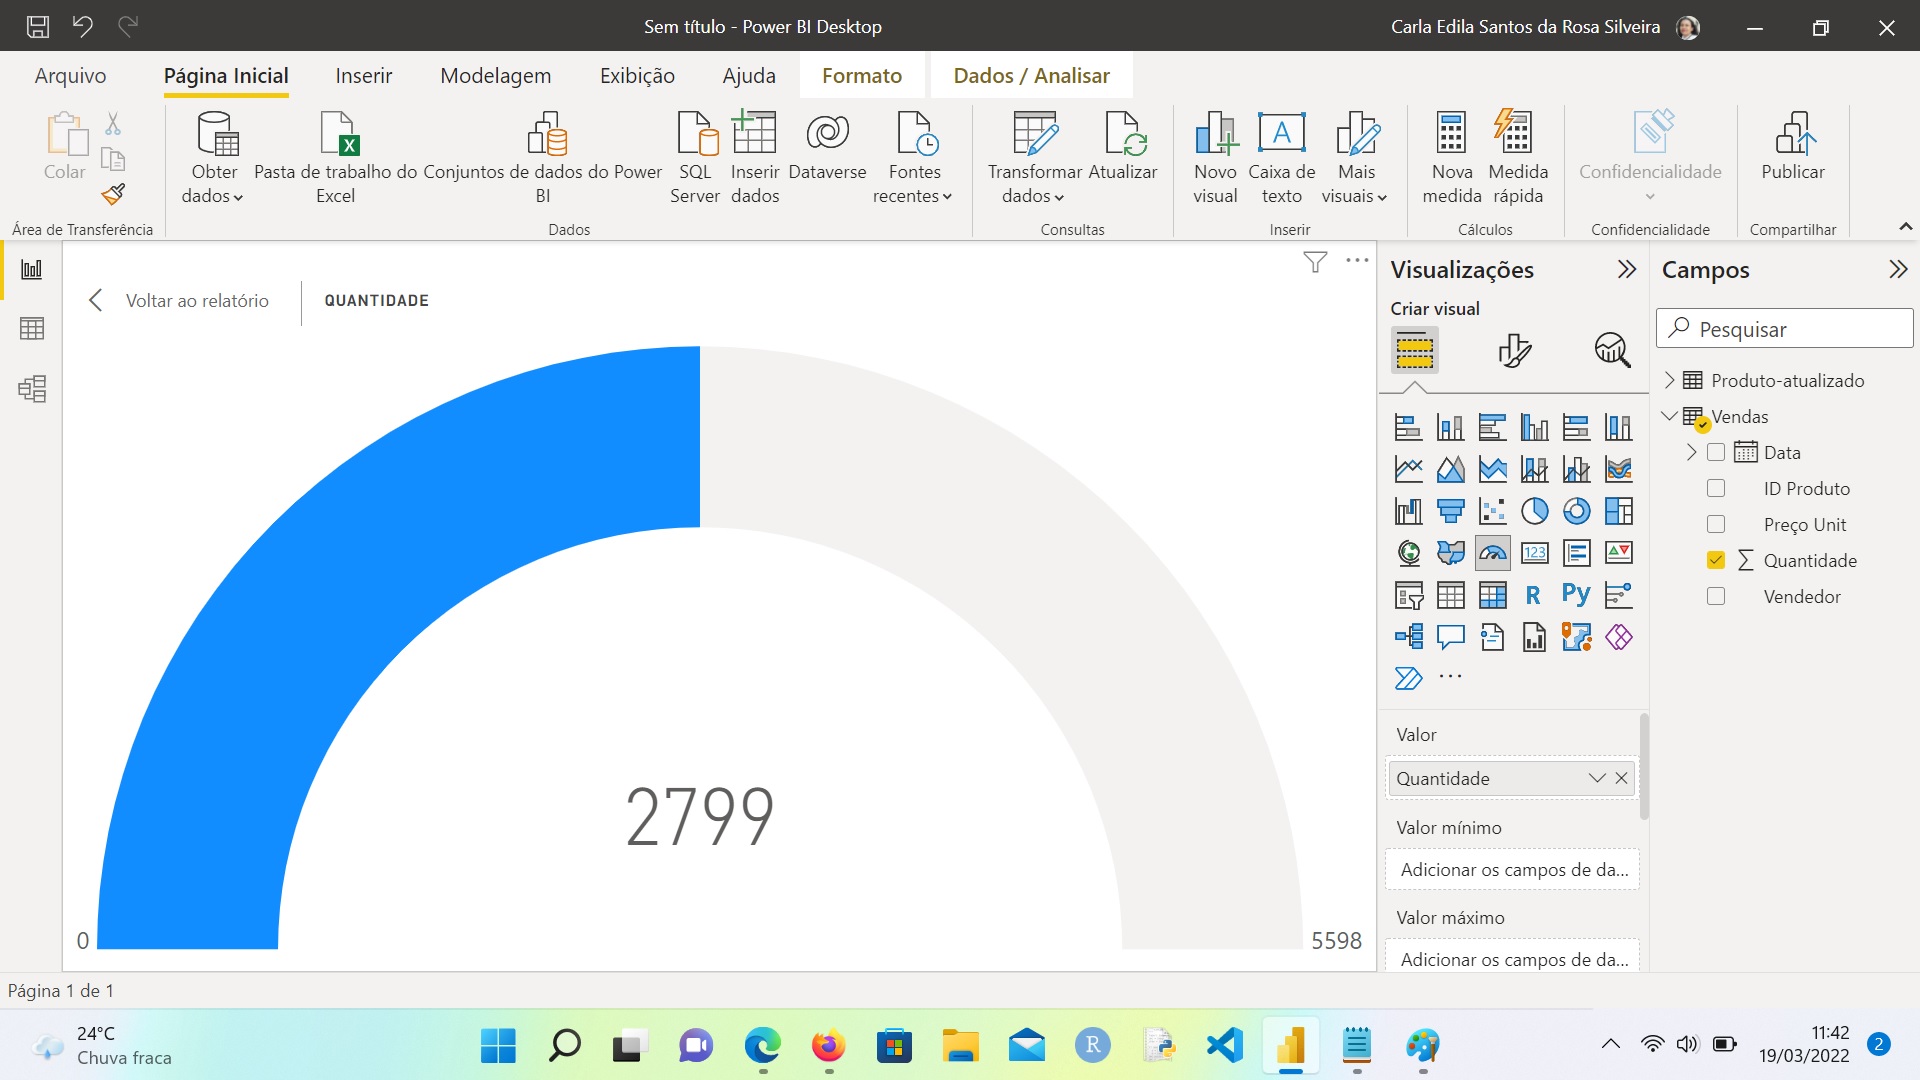 Sem título - Power BI Desktop
Carla Edila Santos da Rosa Silveira
Arquivo
Página Inicial
Inserir
Modelagem
Exibição
Ajuda
Formato
Dados / Analisar
Colar
Área de Transferência
Obter
dados
Pasta de trabalho do
Excel
Conjuntos de dados do Power
BI
SQL
Server
Inserir
dados
Dataverse
Fontes
recentes
Dados
Transformar
dados
Atualizar
Consultas
Novo
visual
Caixa de
texto
Mais
visuais
Inserir
Nova
medida
Medida
rápida
Cálculos
Confidencialidade
Confidencialidade
Publicar
Compartilhar
Voltar ao relatório
QUANTIDADE
2799
0
5598
Visualizações
Criar visual
123
R
Py
Valor
Quantidade
Valor mínimo
Adicionar os campos de da...
Valor máximo
Adicionar os campos de da...
Campos
Pesquisar
Produto-atualizado
Vendas
Data
ID Produto
Preço Unit
Quantidade
Vendedor
Página 1 de 1
24°C
Chuva fraca
R
11:42
19/03/2022
2